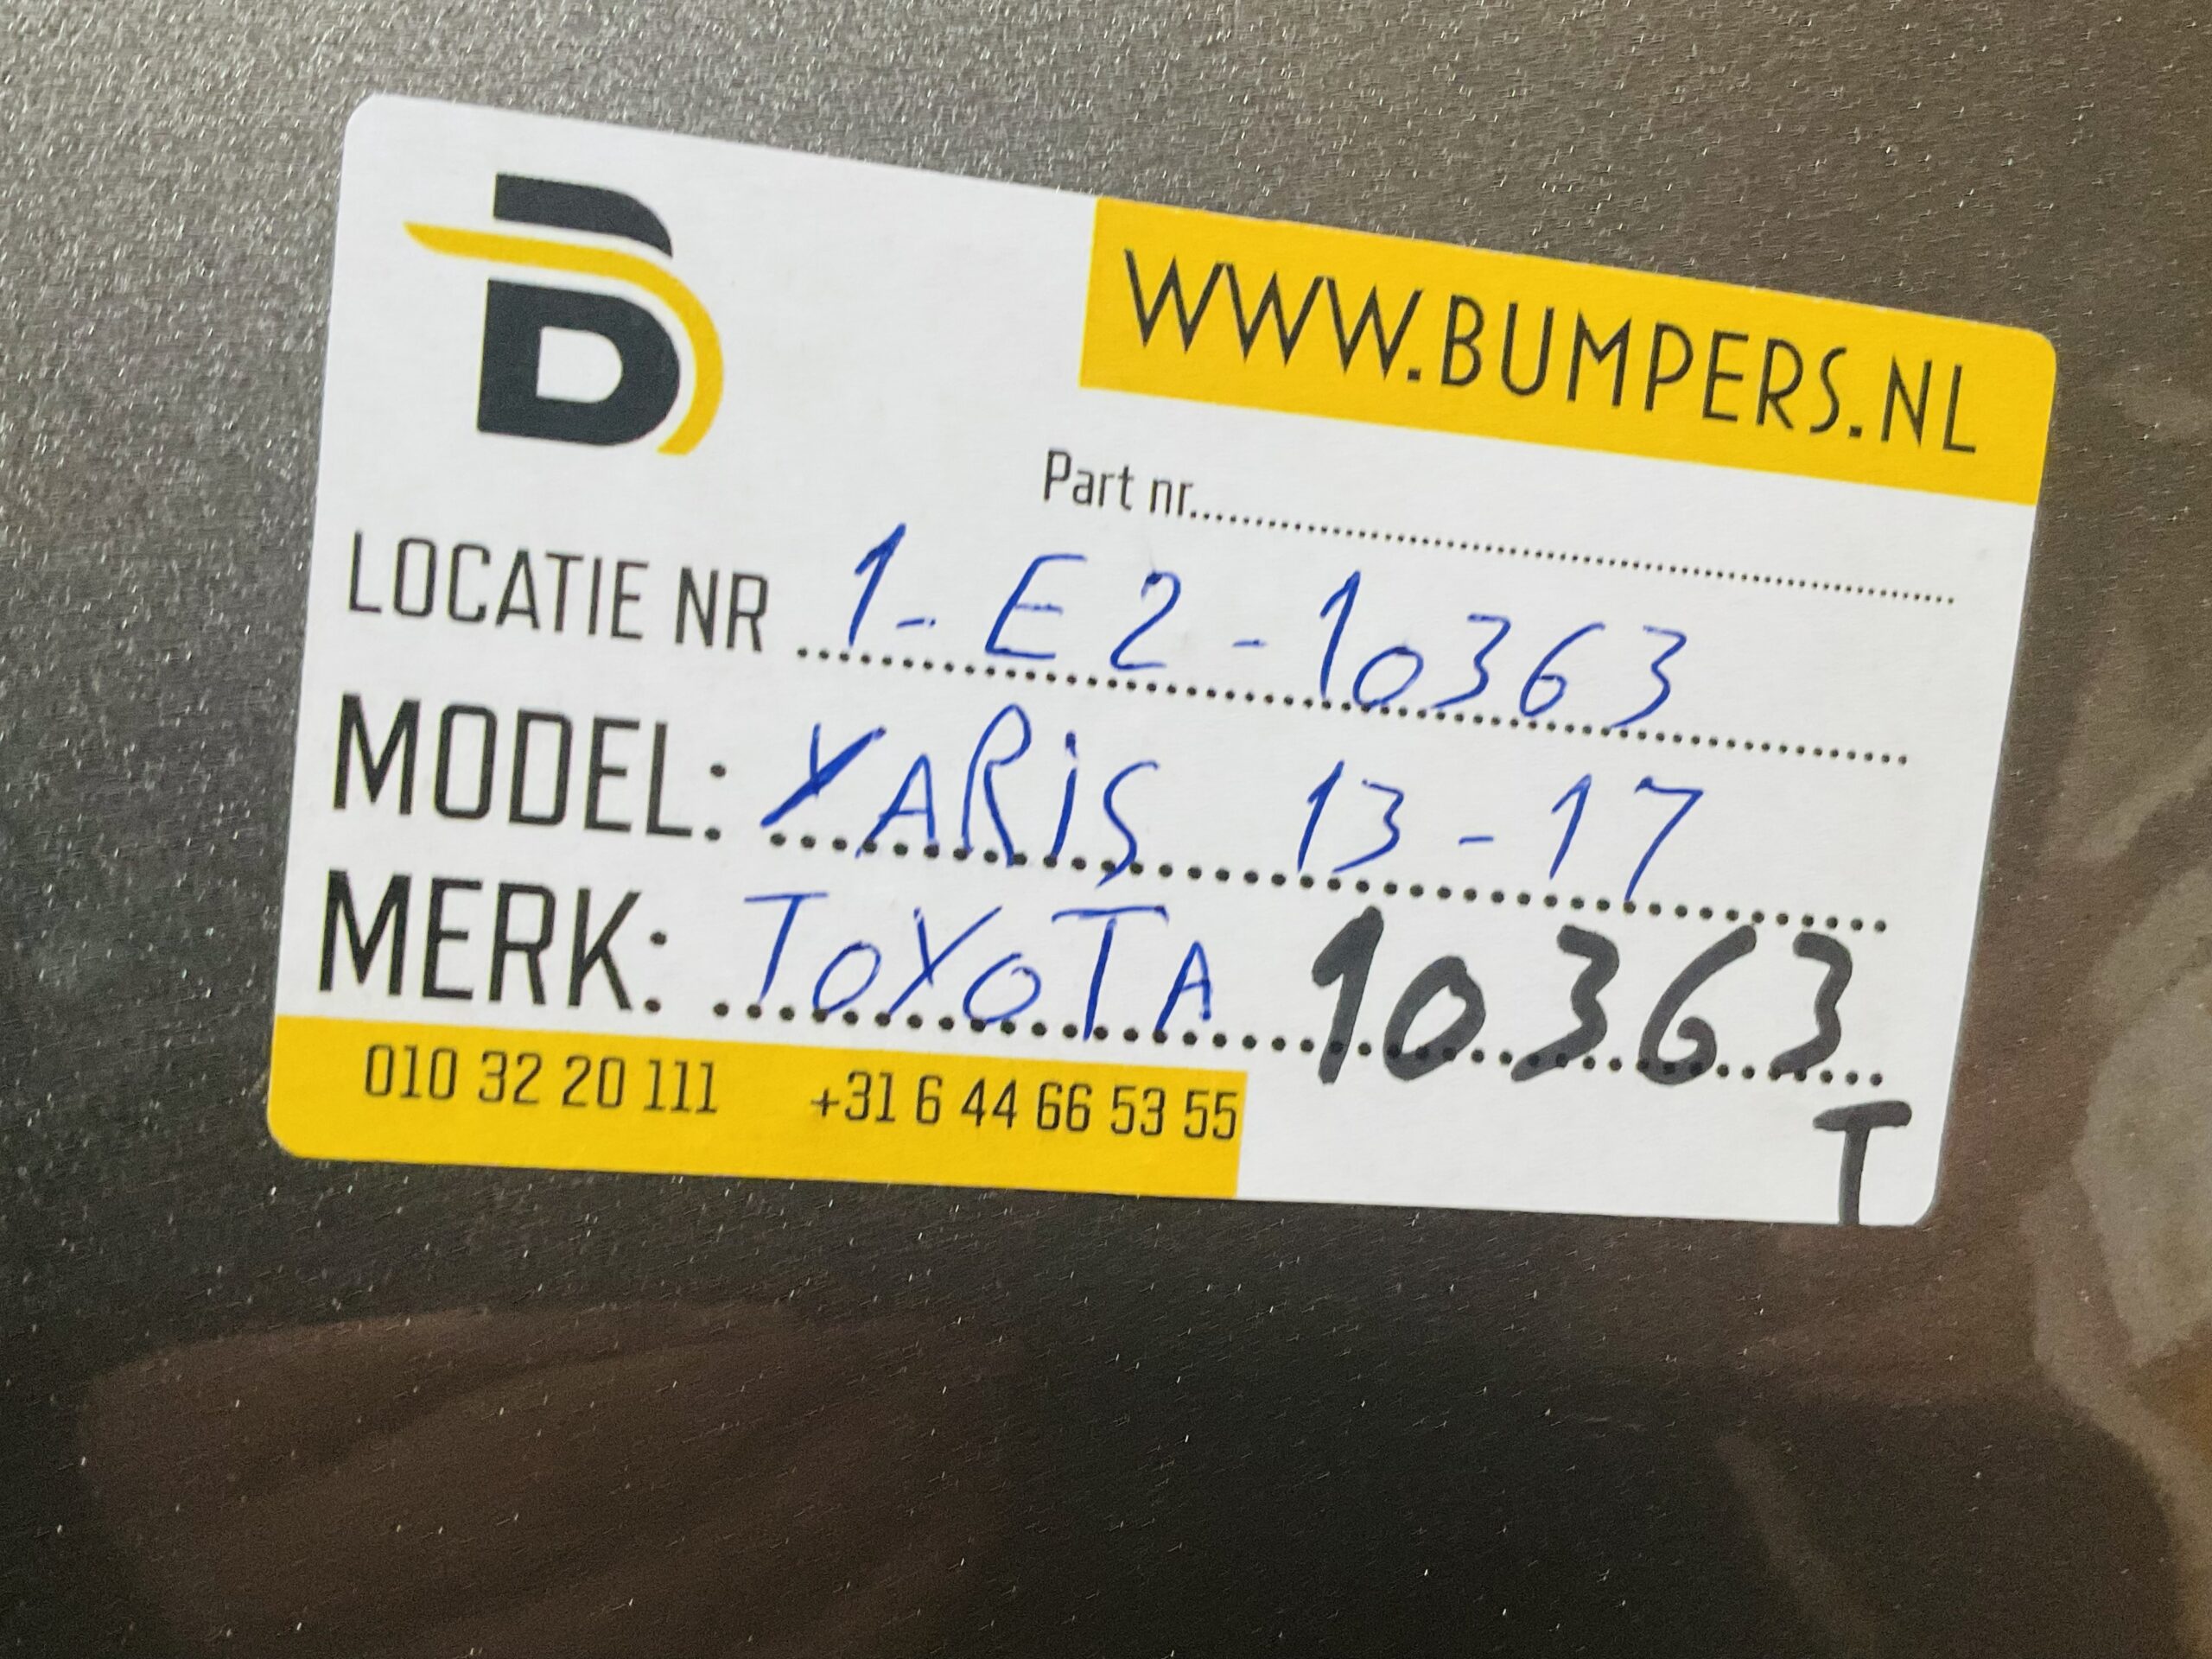 WWW.BUMPERS.NL
Part nr..............................
LOCATIE NR 1-E2-10363
MODEL: YARiS 13-17
MERK: ToYoTA 10363
T
010 32 20 111 +31 6 44 66 53 55